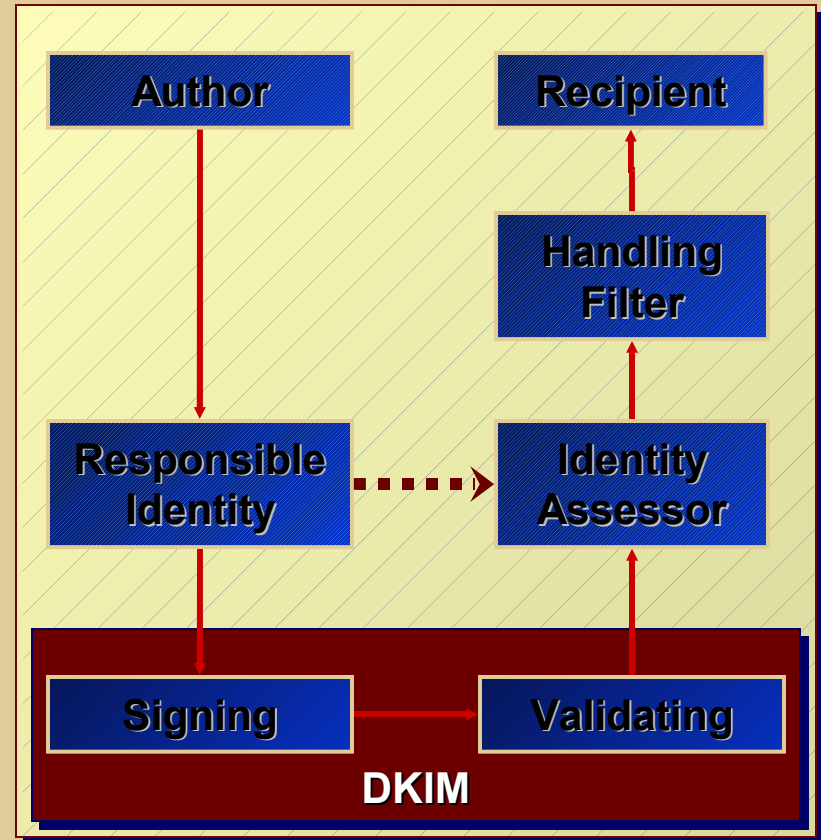 Author
Recipient
Handling
Filter
Responsible
Identity
Identity
Assessor
Signing
Validating
DKIM